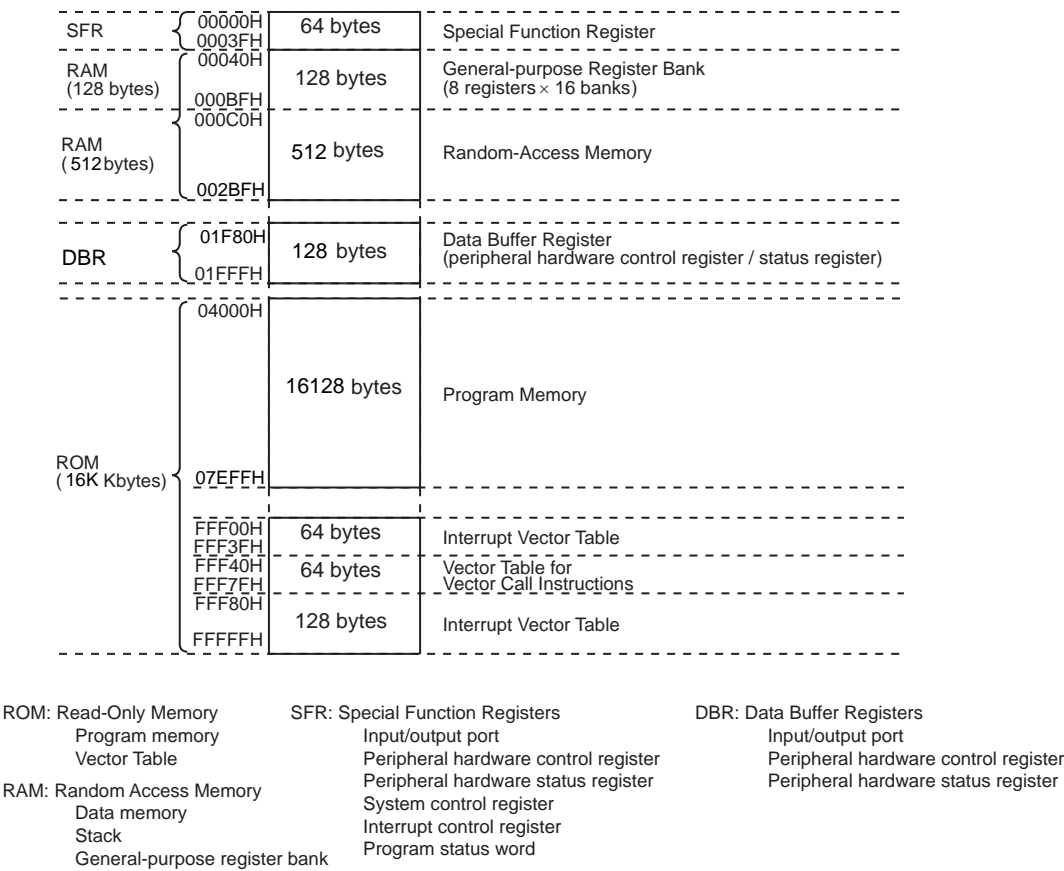 SFR
00000H
0003FH
64 bytes
Special Function Register
RAM
(128 bytes)
00040H
000BFH
128 bytes
General-purpose Register Bank
(8 registers × 16 banks)
RAM
( 512 bytes)
000C0H
002BFH
512 bytes
Random-Access Memory
DBR
01F80H
01FFFH
128 bytes
Data Buffer Register
(peripheral hardware control register / status register)
ROM
( 16K Kbytes)
04000H
07EFFH
16128 bytes
Program Memory
FFF00H
FFF3FH
64 bytes
Interrupt Vector Table
FFF40H
FFF7FH
64 bytes
Vector Table for
Vector Call Instructions
FFF80H
FFFFFH
128 bytes
Interrupt Vector Table
ROM: Read-Only Memory
Program memory
Vector Table
RAM: Random Access Memory
Data memory
Stack
General-purpose register bank
SFR: Special Function Registers
Input/output port
Peripheral hardware control register
Peripheral hardware status register
System control register
Interrupt control register
Program status word
DBR: Data Buffer Registers
Input/output port
Peripheral hardware control register
Peripheral hardware status register